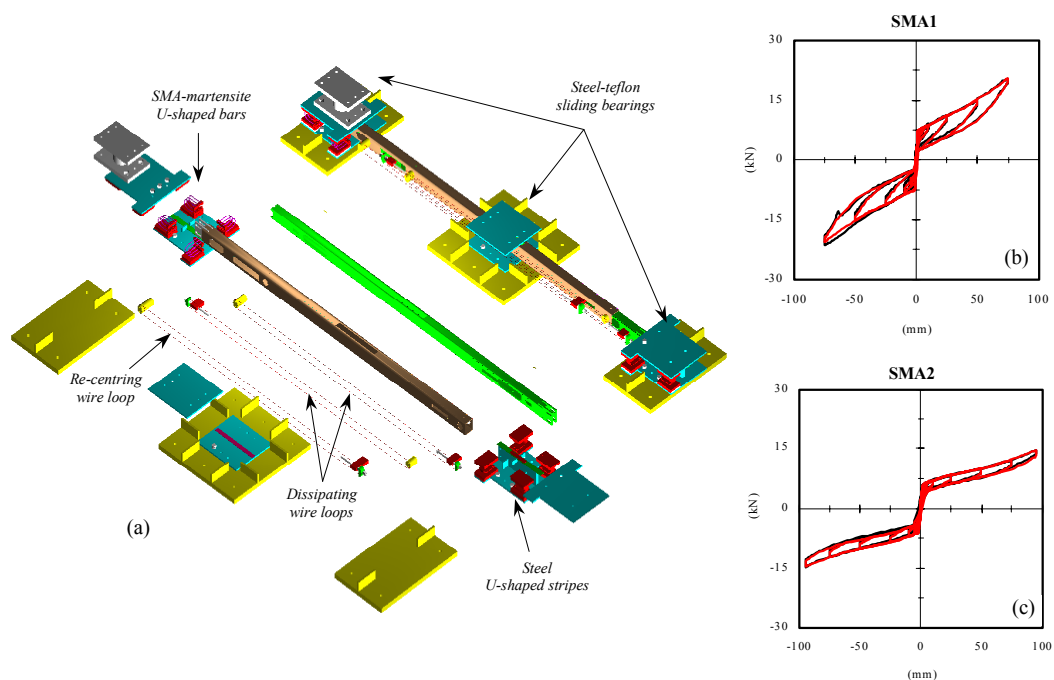 SMA-martensite
U-shaped bars
Steel-teflon
sliding bearings
Re-centring
wire loop
Dissipating
wire loops
Steel
U-shaped stripes
(a)
SMA1
30
15
0
-15
-30
(kN)
-100 -50 0 50 100
(mm)
(b)
SMA2
30
15
0
-15
-30
(kN)
-100 -50 0 50 100
(mm)
(c)